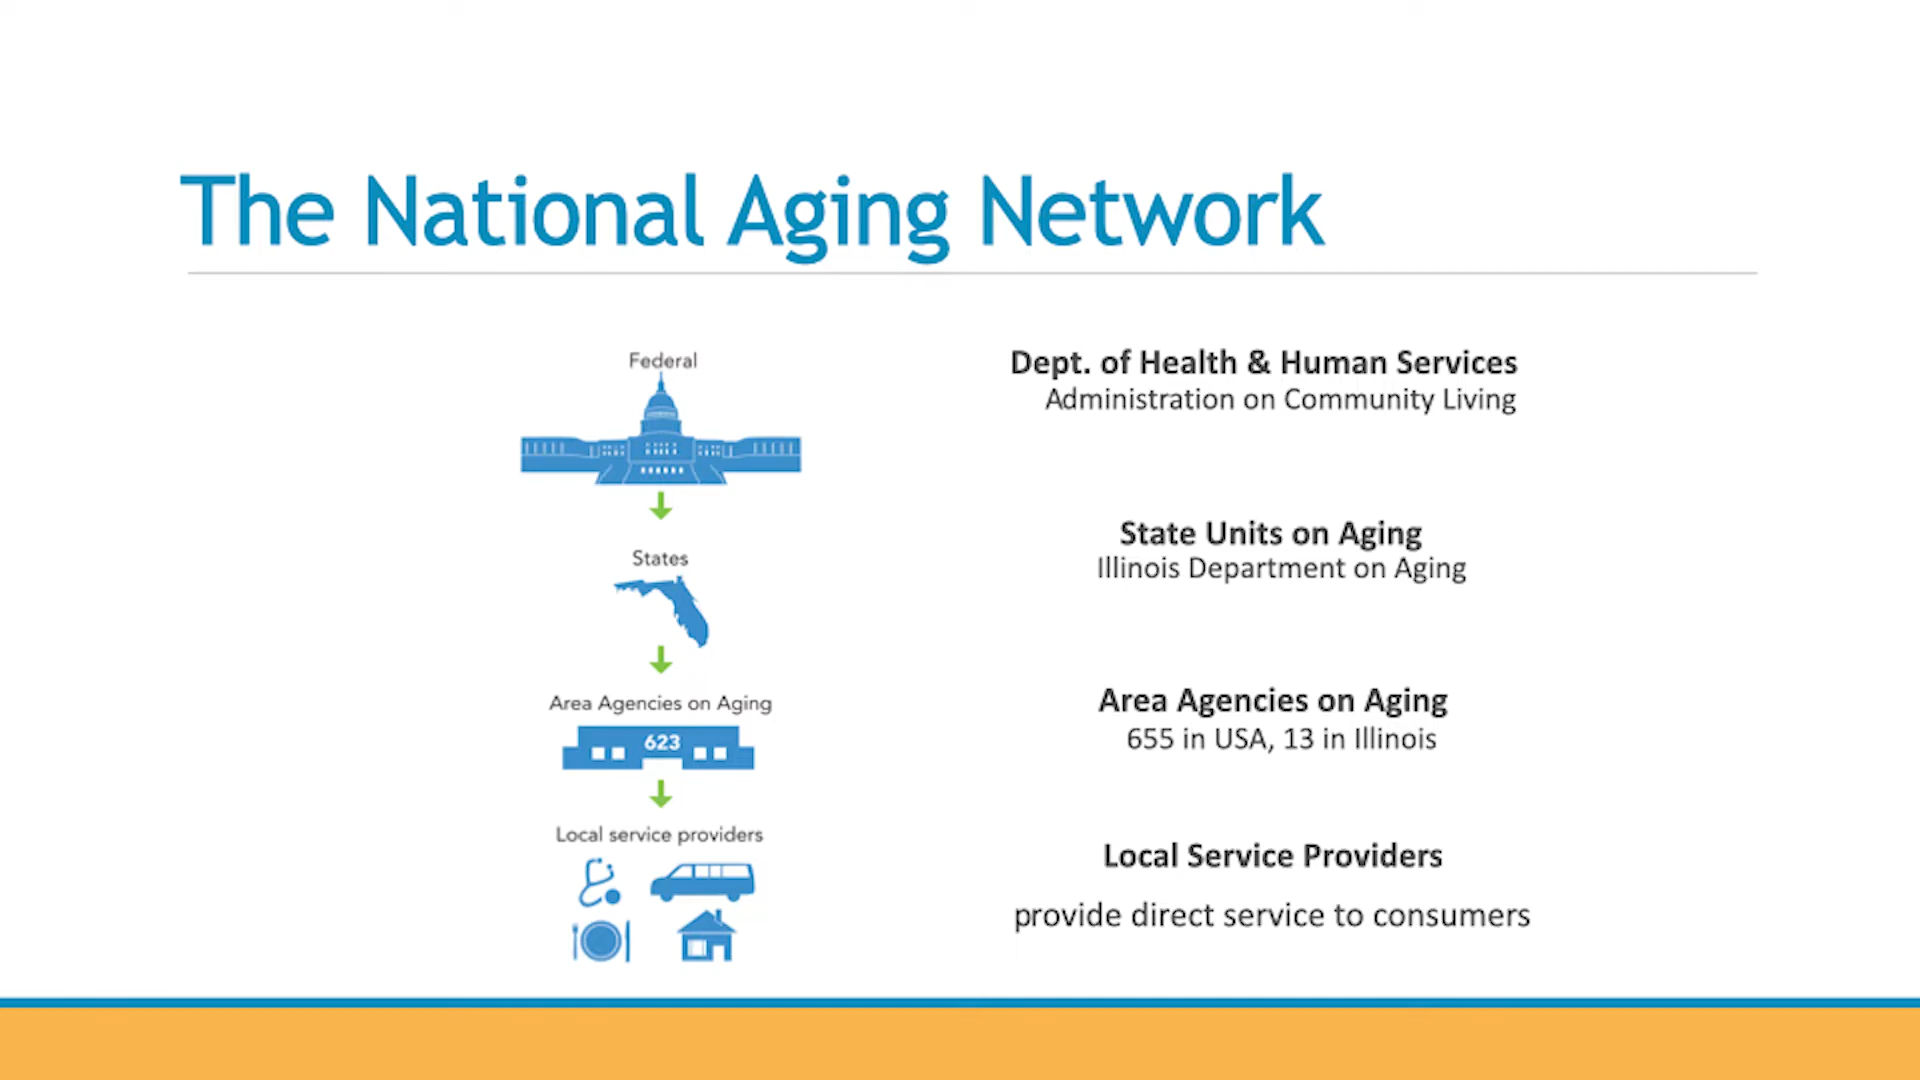 The National Aging Network
Federal
Dept. of Health & Human Services
Administration on Community Living
States
State Units on Aging
Illinois Department on Aging
Area Agencies on Aging
623
Area Agencies on Aging
655 in USA, 13 in Illinois
Local service providers
Local Service Providers
provide direct service to consumers